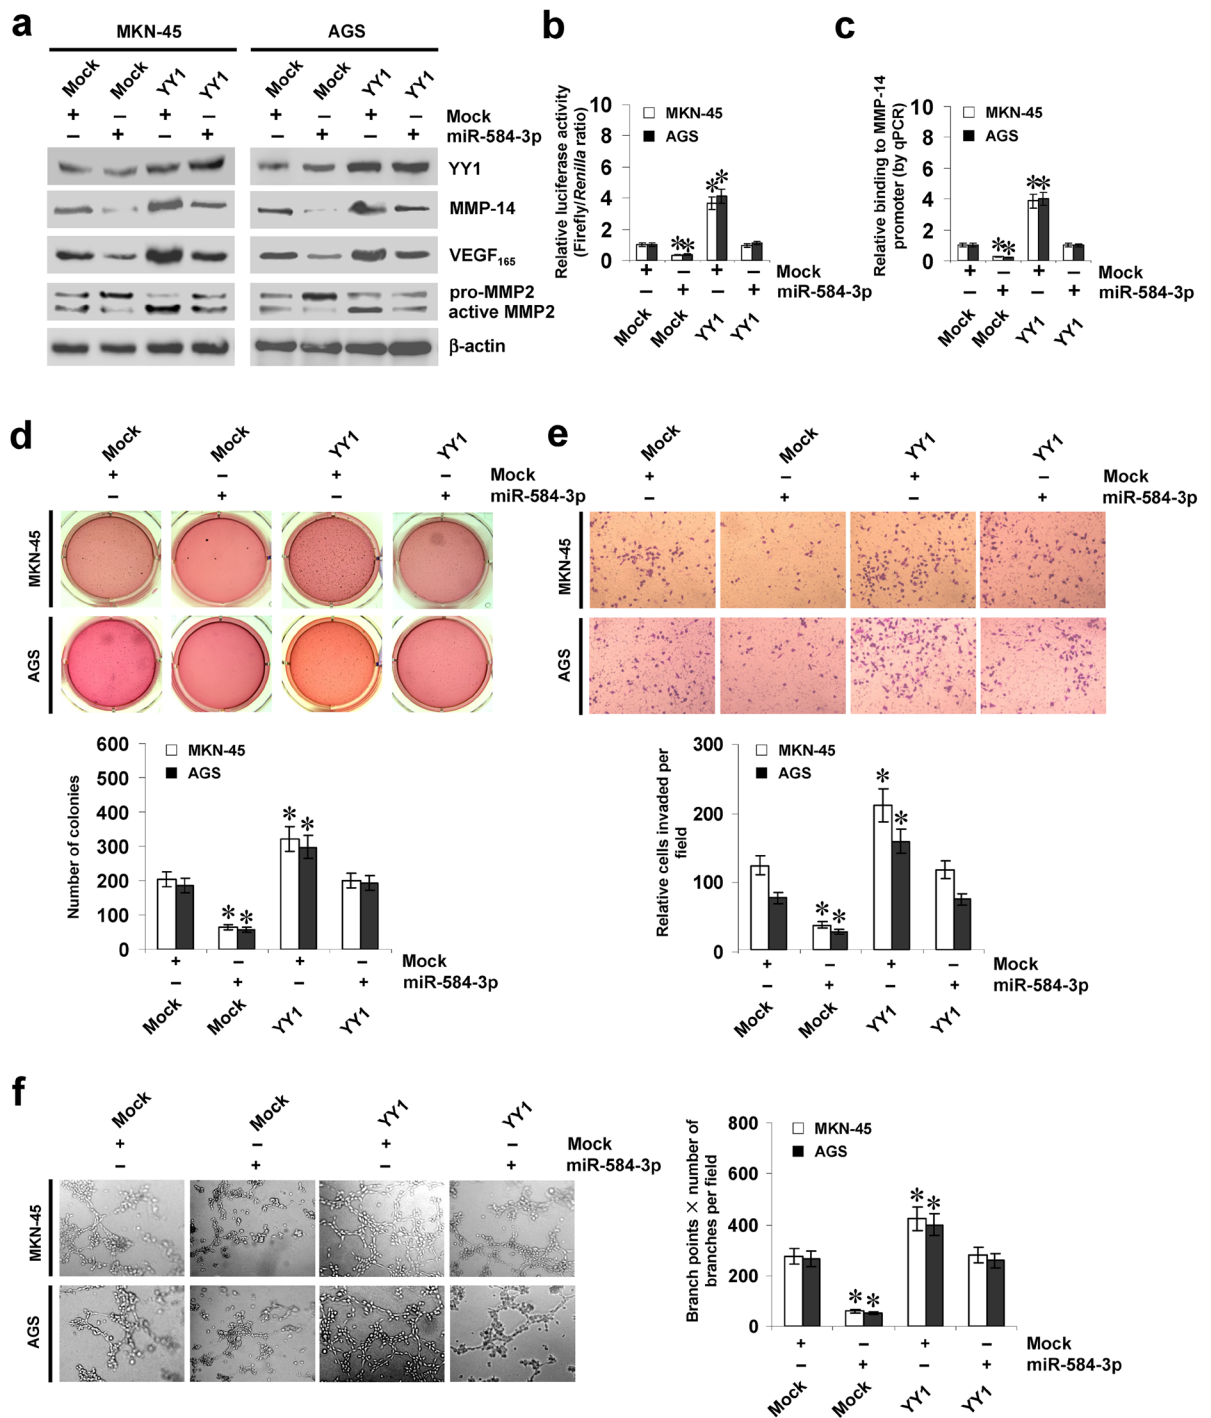 a
MKN-45 AGS
Mock Mock YY1 YY1 Mock Mock YY1 YY1
+ – + – + – + – Mock
– + – + – + – + miR-584-3p
YY1
MMP-14
VEGF165
pro-MMP2
active MMP2
β-actin
b
Relative luciferase activity
(Firefly/Renilla ratio)
10
8
6
4
2
0
MKN-45
AGS
* * * *
+ – + – Mock
– + – + miR-584-3p
Mock Mock YY1 YY1
c
Relative binding to MMP-14
promoter (by qPCR)
10
8
6
4
2
0
MKN-45
AGS
* * * *
+ – + – Mock
– + – + miR-584-3p
Mock Mock YY1 YY1
d
Mock Mock YY1 YY1
+ – + – Mock
– + – + miR-584-3p
MKN-45
AGS
Number of colonies
600
500
400
300
200
100
0
MKN-45
AGS
* * * *
+ – + – Mock
– + – + miR-584-3p
Mock Mock YY1 YY1
e
Mock Mock YY1 YY1
+ – + – Mock
– + – + miR-584-3p
MKN-45
AGS
Relative cells invaded per
field
300
200
100
0
MKN-45
AGS
* * * *
+ – + – Mock
– + – + miR-584-3p
Mock Mock YY1 YY1
f
Mock Mock YY1 YY1
+ – + – Mock
– + – + miR-584-3p
MKN-45
AGS
Branch points × number of
branches per field
800
600
400
200
0
MKN-45
AGS
* * * *
+ – + – Mock
– + – + miR-584-3p
Mock Mock YY1 YY1